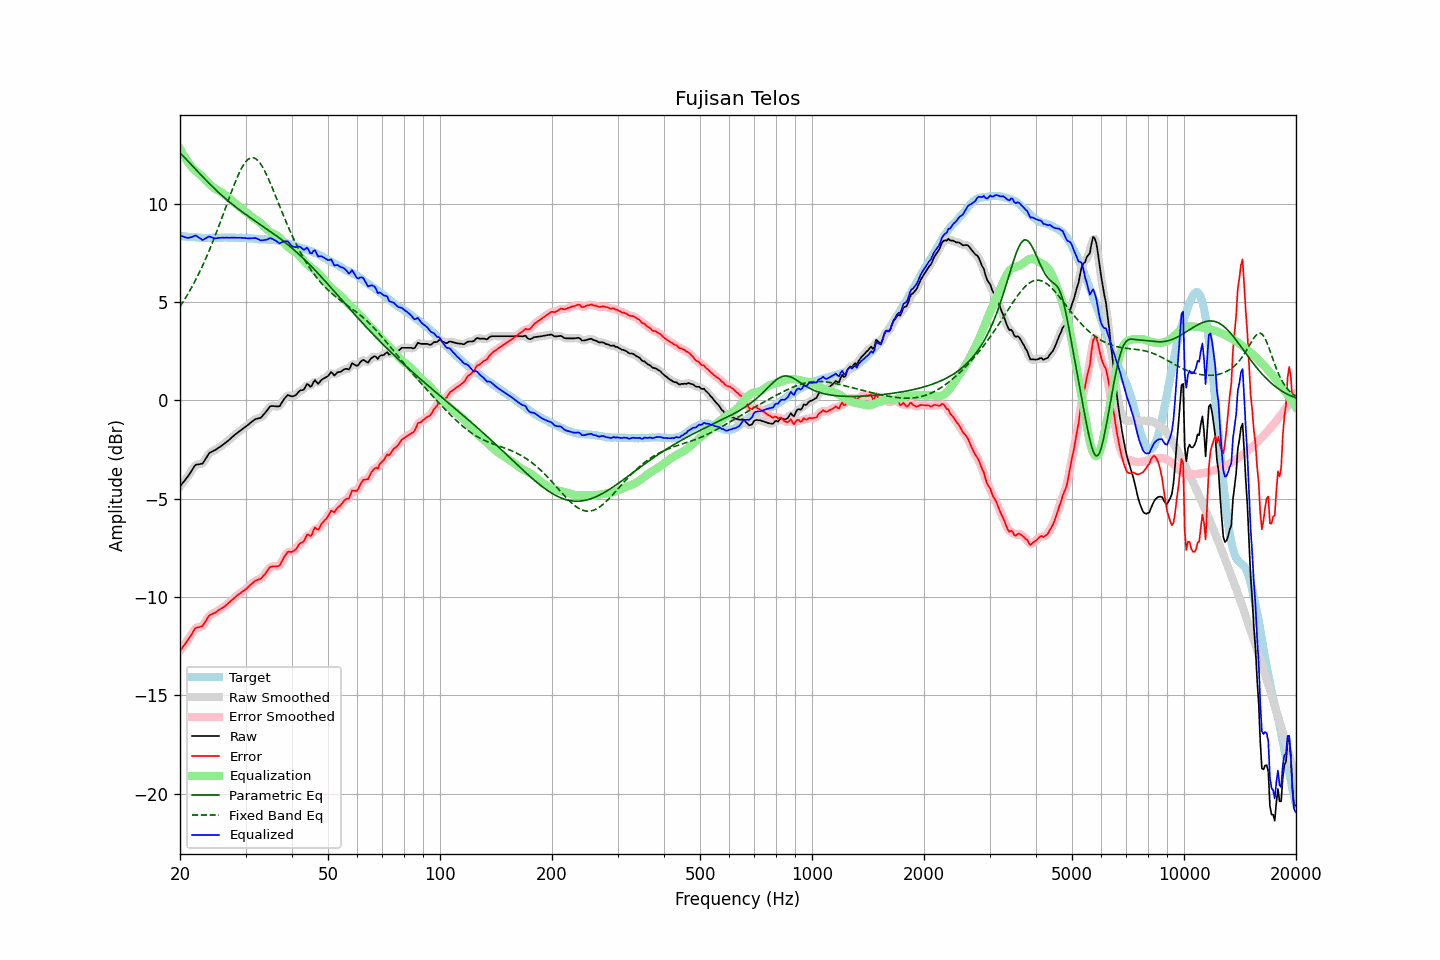 Fujisan Telos
Amplitude (dBr)
10
5
0
−5
−10
−15
−20
Target
Raw Smoothed
Error Smoothed
Raw
Error
Equalization
Parametric Eq
Fixed Band Eq
Equalized
20 50 100 200 500 1000 2000 5000 10000 20000
Frequency (Hz)